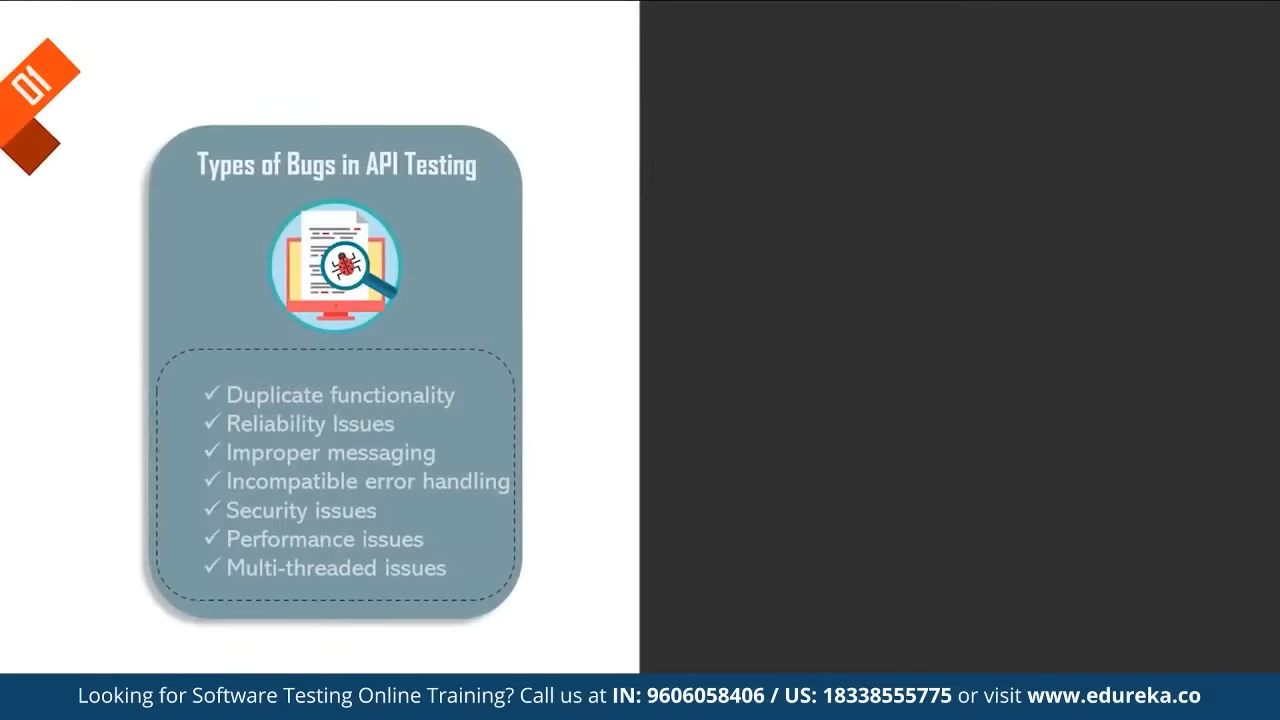 01
Types of Bugs in API Testing
✓ Duplicate functionality
✓ Reliability Issues
✓ Improper messaging
✓ Incompatible error handling
✓ Security issues
✓ Performance issues
✓ Multi-threaded issues
Looking for Software Testing Online Training? Call us at IN: 9606058406 / US: 18338555775 or visit www.edureka.co